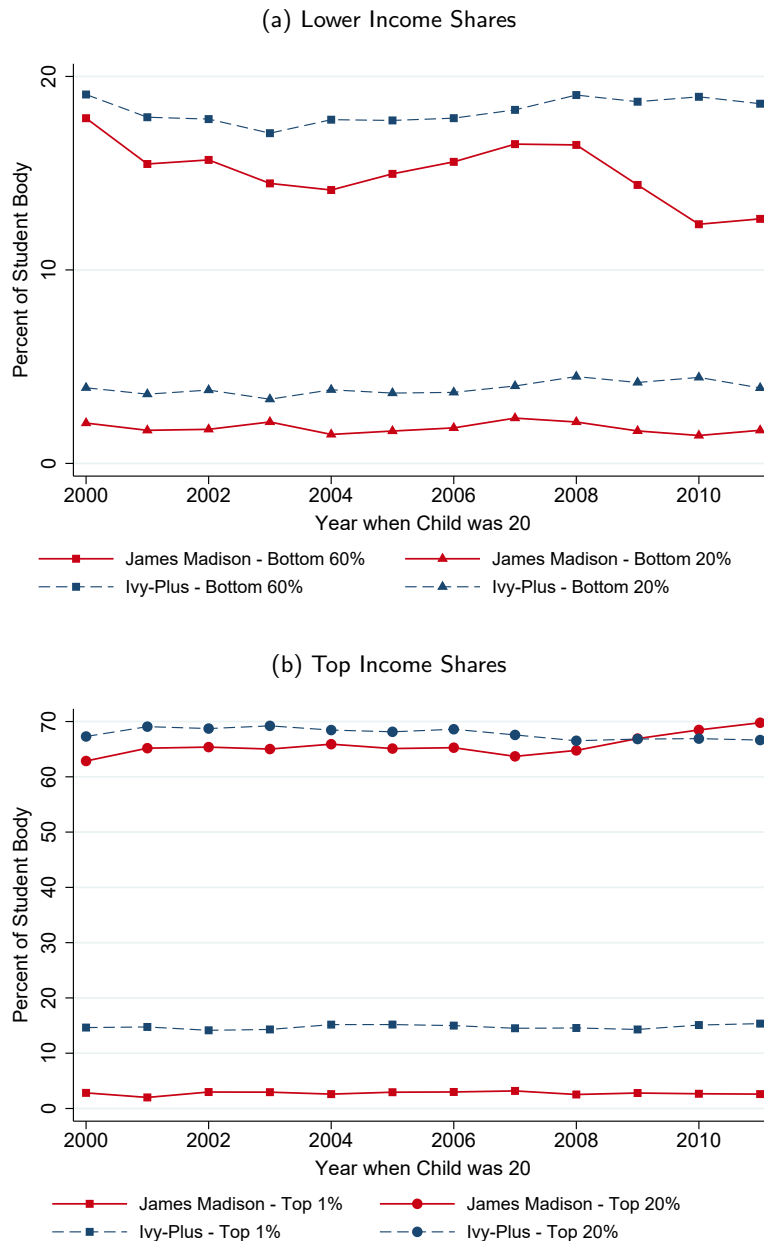 (a) Lower Income Shares
20
10
0
Percent of Student Body
2000 2002 2004 2006 2008 2010
Year when Child was 20
James Madison - Bottom 60% James Madison - Bottom 20%
Ivy-Plus - Bottom 60% Ivy-Plus - Bottom 20%
(b) Top Income Shares
70
60
50
40
30
20
10
0
Percent of Student Body
2000 2002 2004 2006 2008 2010
Year when Child was 20
James Madison - Top 1% James Madison - Top 20%
Ivy-Plus - Top 1% Ivy-Plus - Top 20%